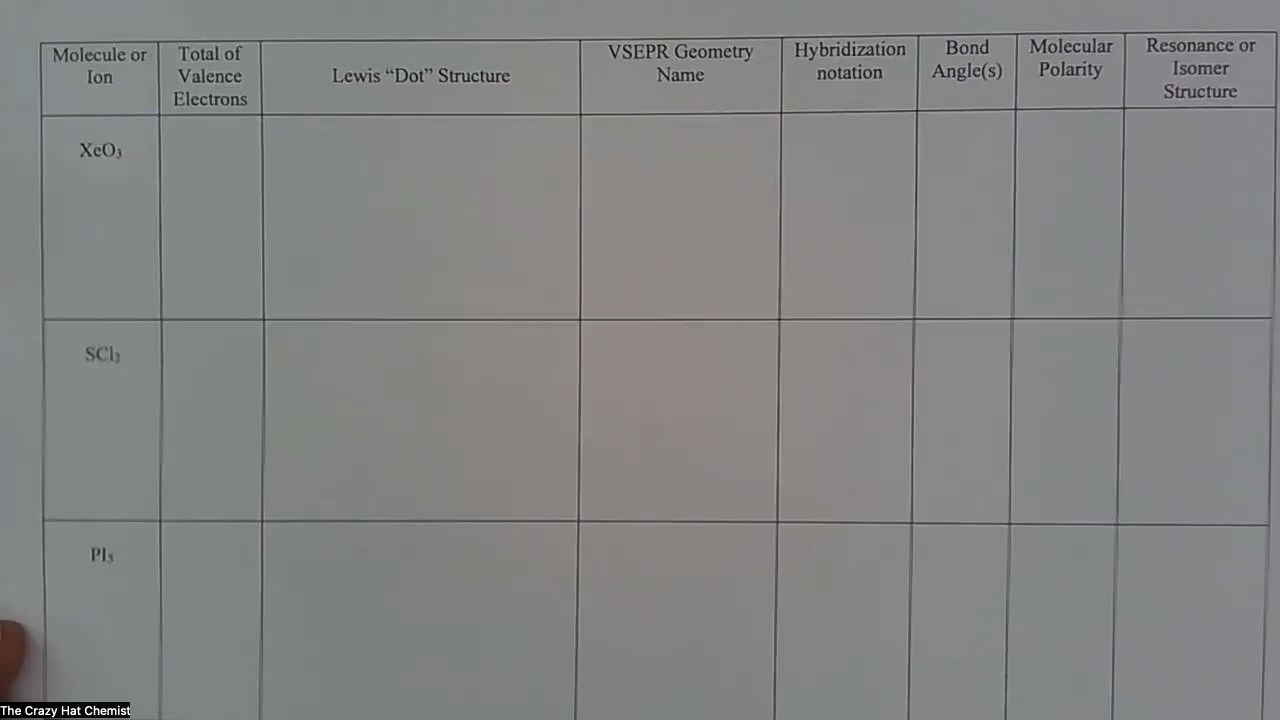 Molecule or
Ion
Total of
Valence
Electrons
Lewis “Dot” Structure
VSEPR Geometry
Name
Hybridization
notation
Bond
Angle(s)
Molecular
Polarity
Resonance or
Isomer
Structure
XeO₃
SCl₂
The Crazy Hat Chemist